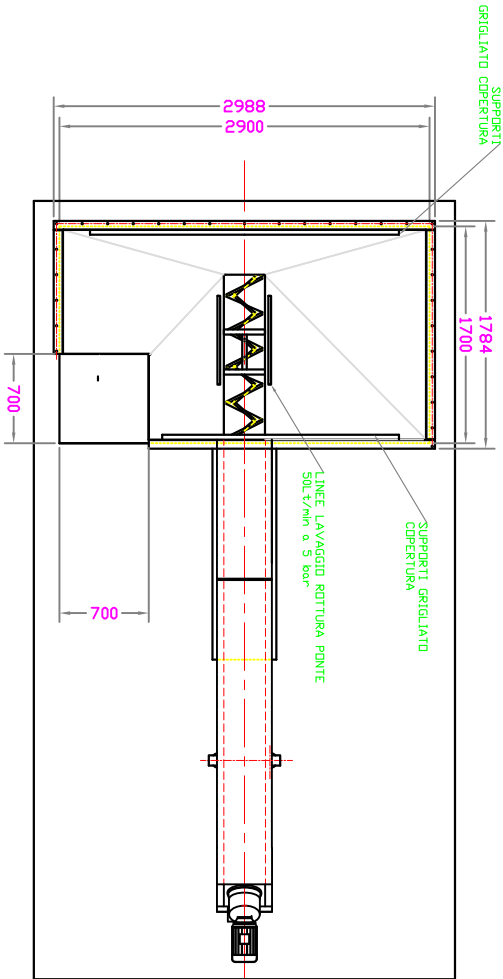 SUPPORTI
GRIGLIATO COPERTURA
2988
2900
1784
1700
700
700
SUPPORTI GRIGLIATO
COPERTURA
LINEE LAVAGGIO ROTTURA PONTE
50Lt/min a 5 bar